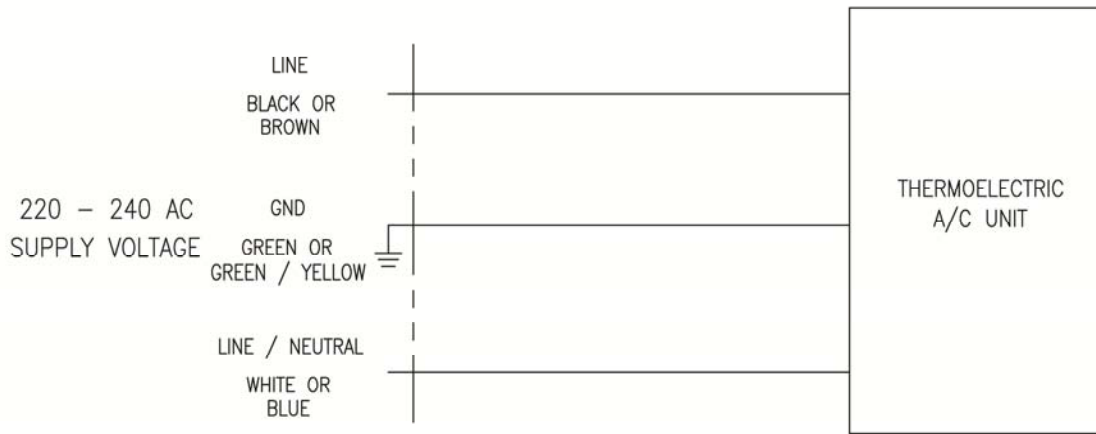 LINE
BLACK OR
BROWN
220 - 240 AC
SUPPLY VOLTAGE
GND
GREEN OR
GREEN / YELLOW
LINE / NEUTRAL
WHITE OR
BLUE
THERMOELECTRIC
A/C UNIT